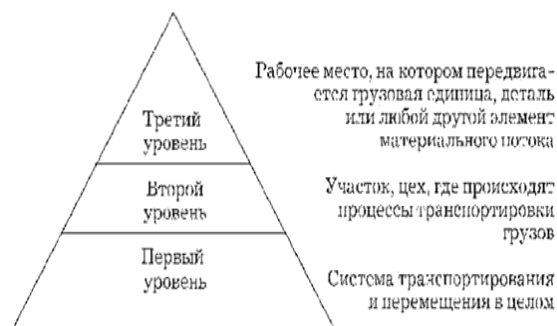 Третий
уровень
Рабочее место, на котором передвига-
ется грузовая единица, деталь
или любой другой элемент
материального потока
Второй
уровень
Участок, цех, где происходят
процессы транспортировки
грузов
Первый
уровень
Система транспортирования
и перемещения в целом